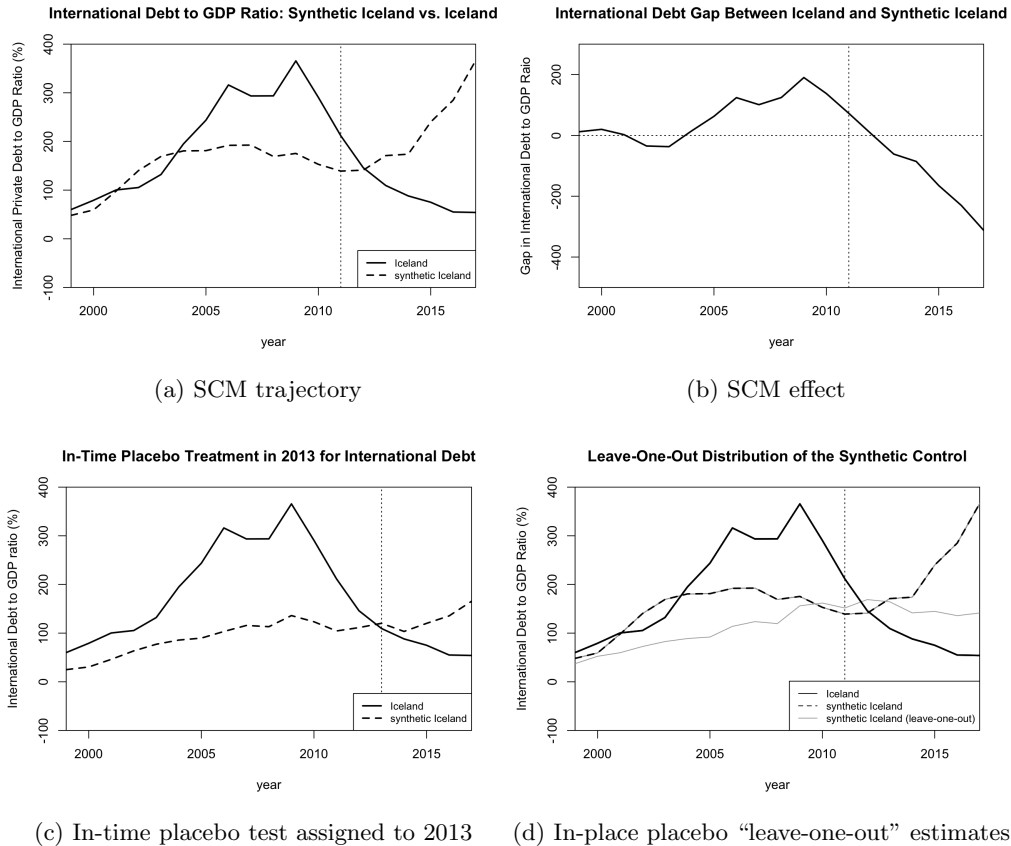 International Debt to GDP Ratio: Synthetic Iceland vs. Iceland
International Private Debt to GDP Ratio (%)
400
300
200
100
0
-100
Iceland
synthetic Iceland
2000
2005
2010
2015
year
(a) SCM trajectory
International Debt Gap Between Iceland and Synthetic Iceland
Gap in International Debt to GDP Raio
200
0
-200
-400
2000
2005
2010
2015
year
(b) SCM effect
In-Time Placebo Treatment in 2013 for International Debt
International Debt to GDP ratio (%)
400
300
200
100
0
-100
Iceland
synthetic Iceland
2000
2005
2010
2015
year
(c) In-time placebo test assigned to 2013
Leave-One-Out Distribution of the Synthetic Control
International Debt to GDP Ratio (%)
400
300
200
100
0
-100
Iceland
synthetic Iceland
synthetic Iceland (leave-one-out)
2000
2005
2010
2015
year
(d) In-place placebo “leave-one-out” estimates